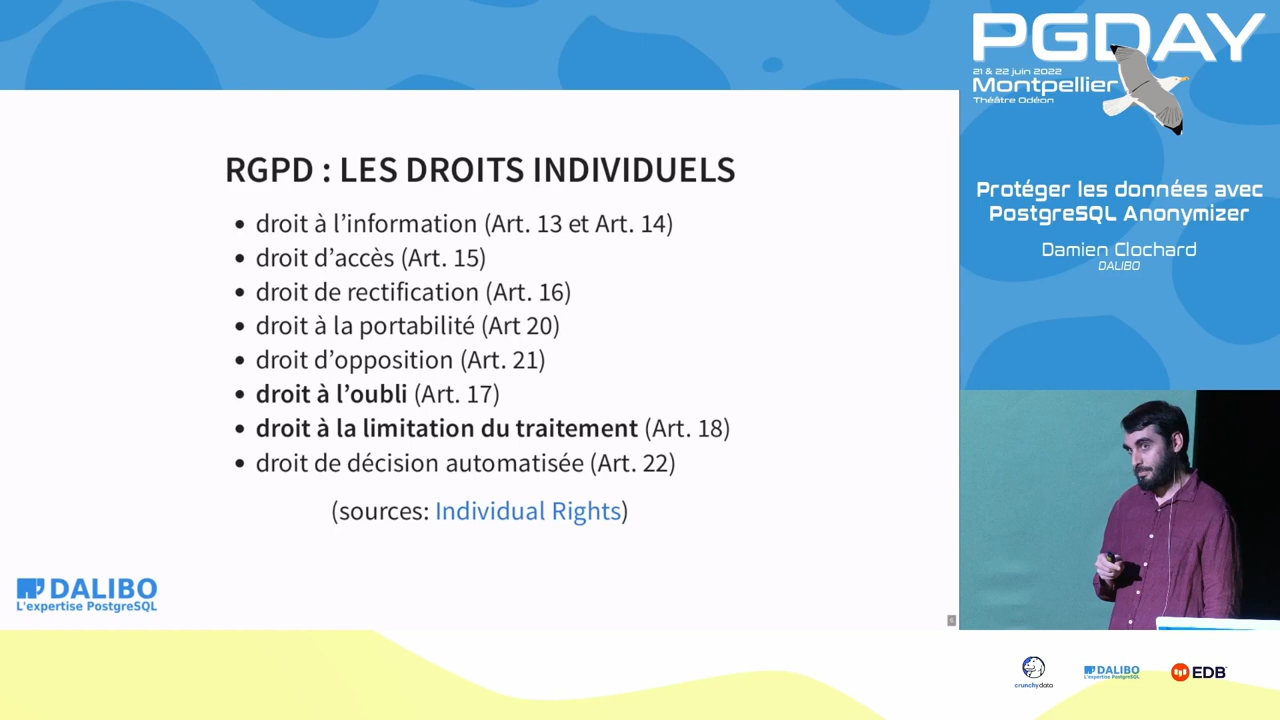 RGPD : LES DROITS INDIVIDUELS
• droit à l’information (Art. 13 et Art. 14)
• droit d’accès (Art. 15)
• droit de rectification (Art. 16)
• droit à la portabilité (Art 20)
• droit d’opposition (Art. 21)
• droit à l’oubli (Art. 17)
• droit à la limitation du traitement (Art. 18)
• droit de décision automatisée (Art. 22)
(sources: Individual Rights)
DALIBO
L'expertise PostgreSQL
PGDAY
21 & 22 juin 2022
Montpellier
Théâtre Odéon
Protéger les données avec
PostgreSQL Anonymizer
Damien Clochard
DALIBO
crunchydata
DALIBO
L'expertise PostgreSQL
EDB